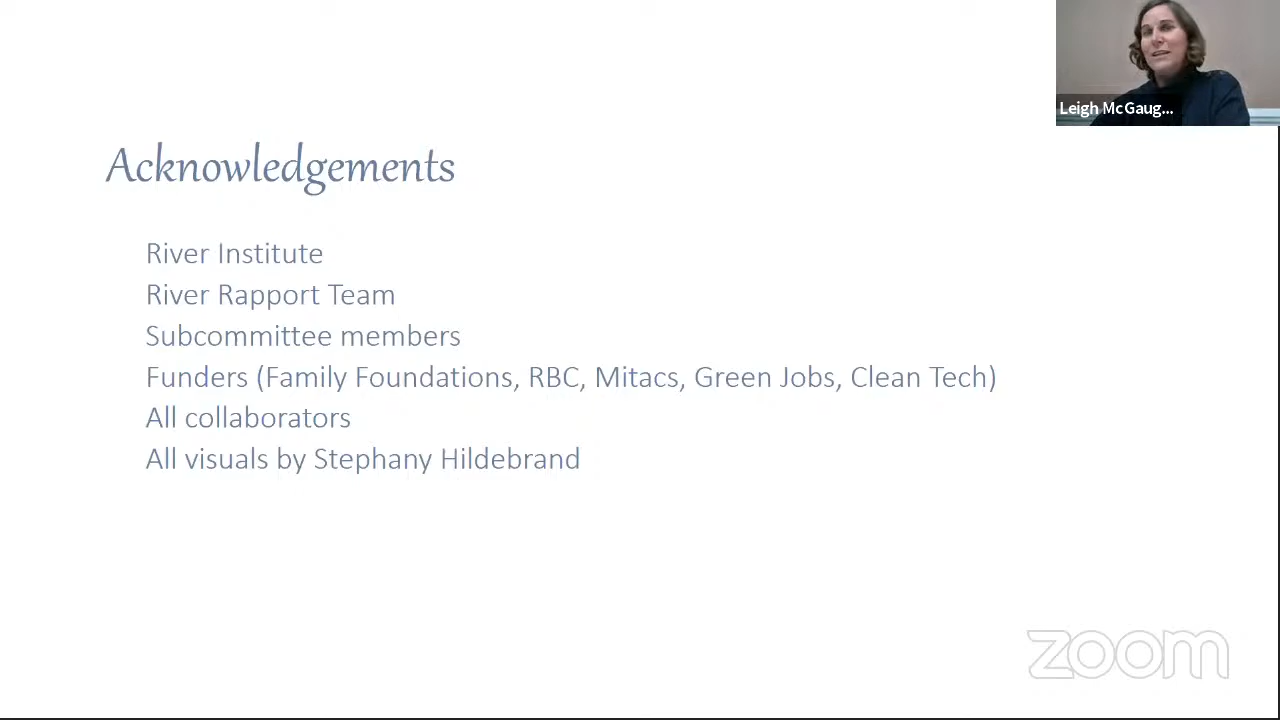 Leigh McGaug...
Acknowledgements
River Institute
River Rapport Team
Subcommittee members
Funders (Family Foundations, RBC, Mitacs, Green Jobs, Clean Tech)
All collaborators
All visuals by Stephany Hildebrand
zoom